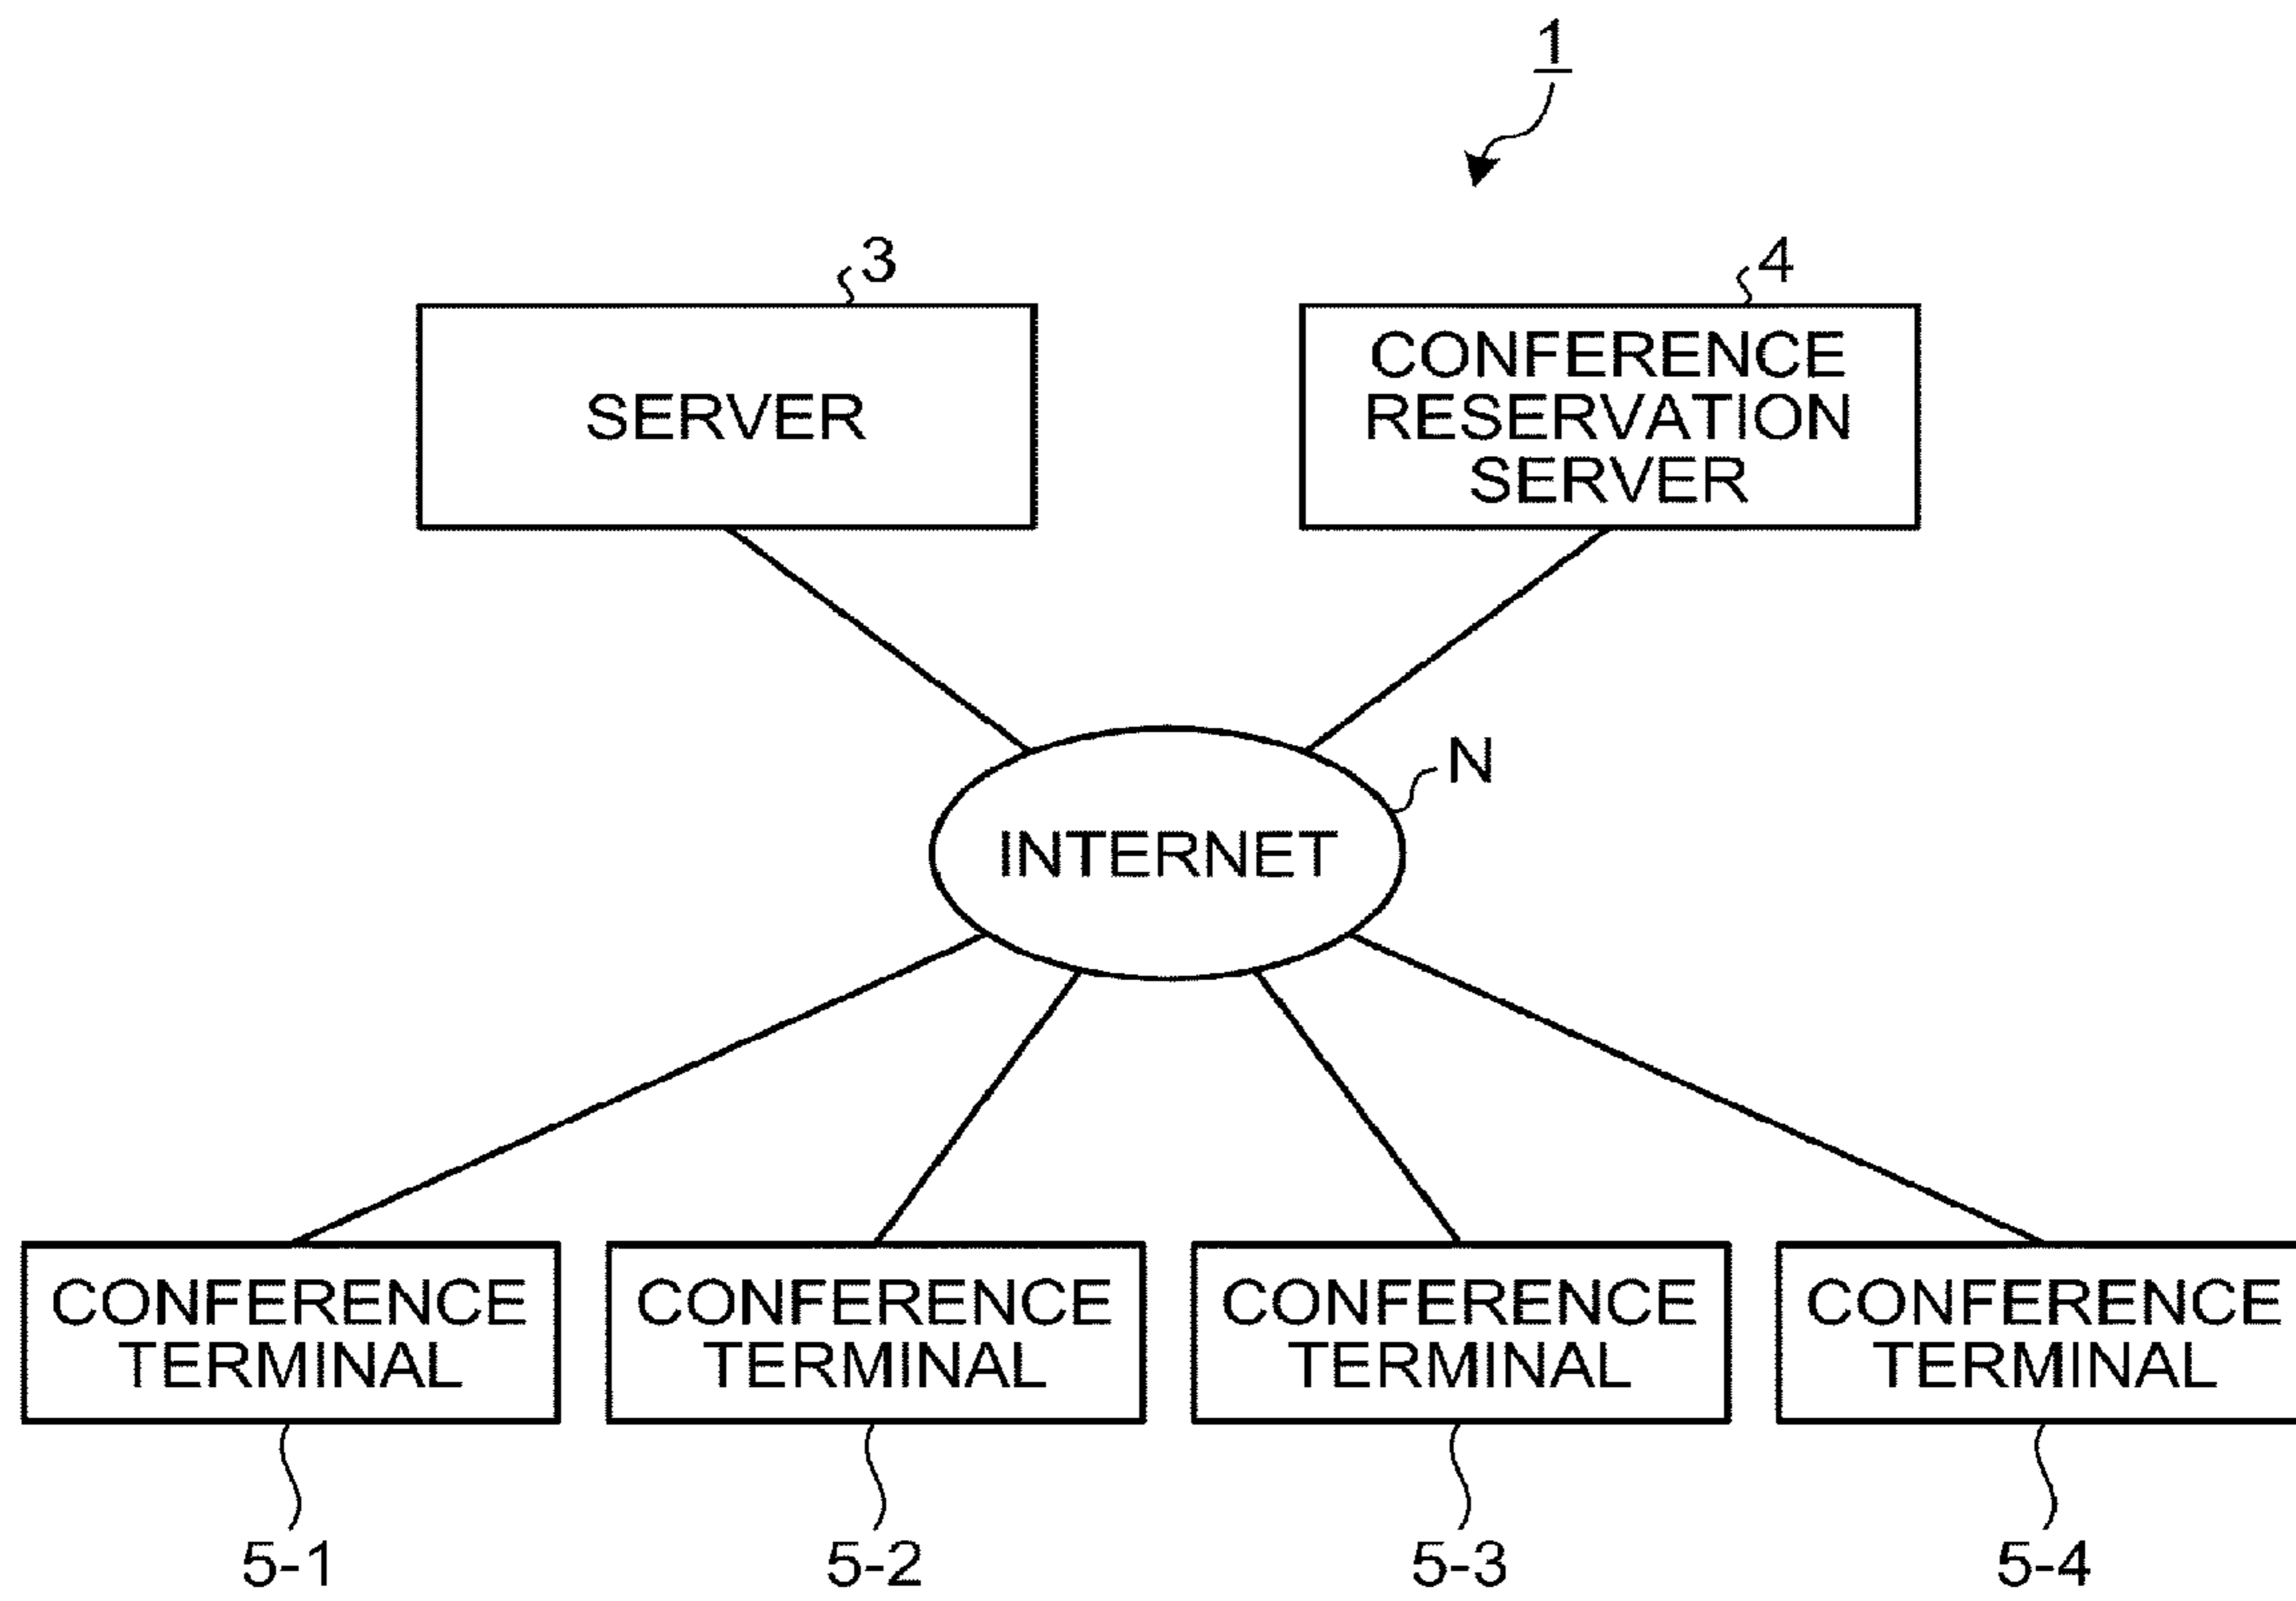 1
3
4
SERVER
CONFERENCE
RESERVATION
SERVER
N
INTERNET
CONFERENCE
TERMINAL
CONFERENCE
TERMINAL
CONFERENCE
TERMINAL
CONFERENCE
TERMINAL
5-1
5-2
5-3
5-4